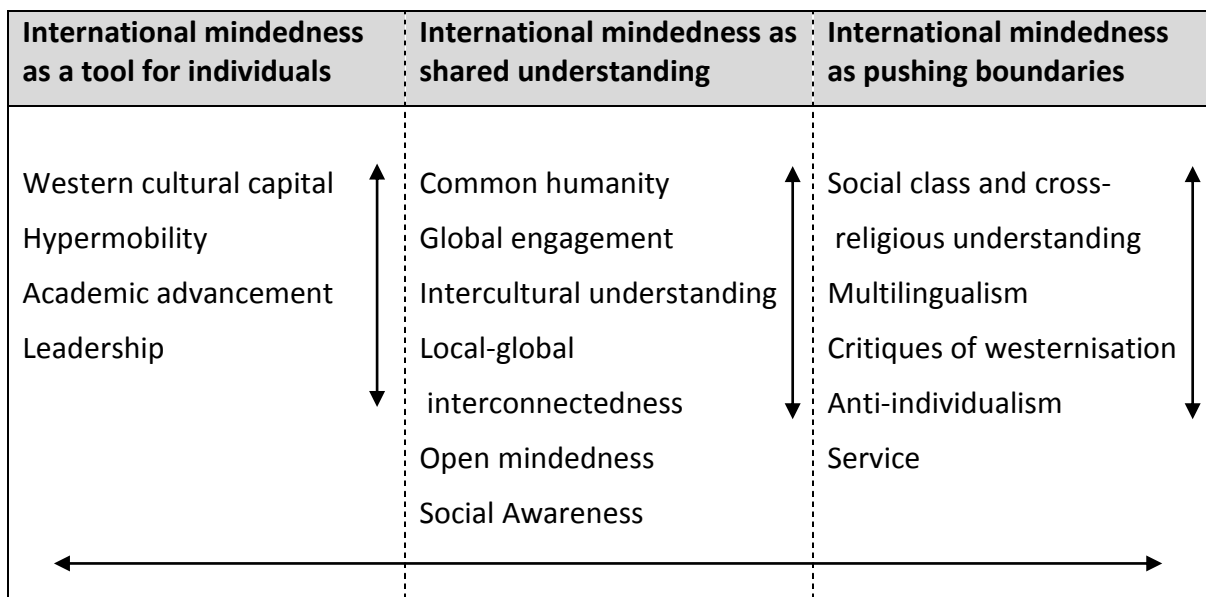 International mindedness
as a tool for individuals
International mindedness as
shared understanding
International mindedness
as pushing boundaries
Western cultural capital
Hypermobility
Academic advancement
Leadership
Common humanity
Global engagement
Intercultural understanding
Local-global
interconnectedness
Open mindedness
Social Awareness
Social class and cross-
religious understanding
Multilingualism
Critiques of westernisation
Anti-individualism
Service